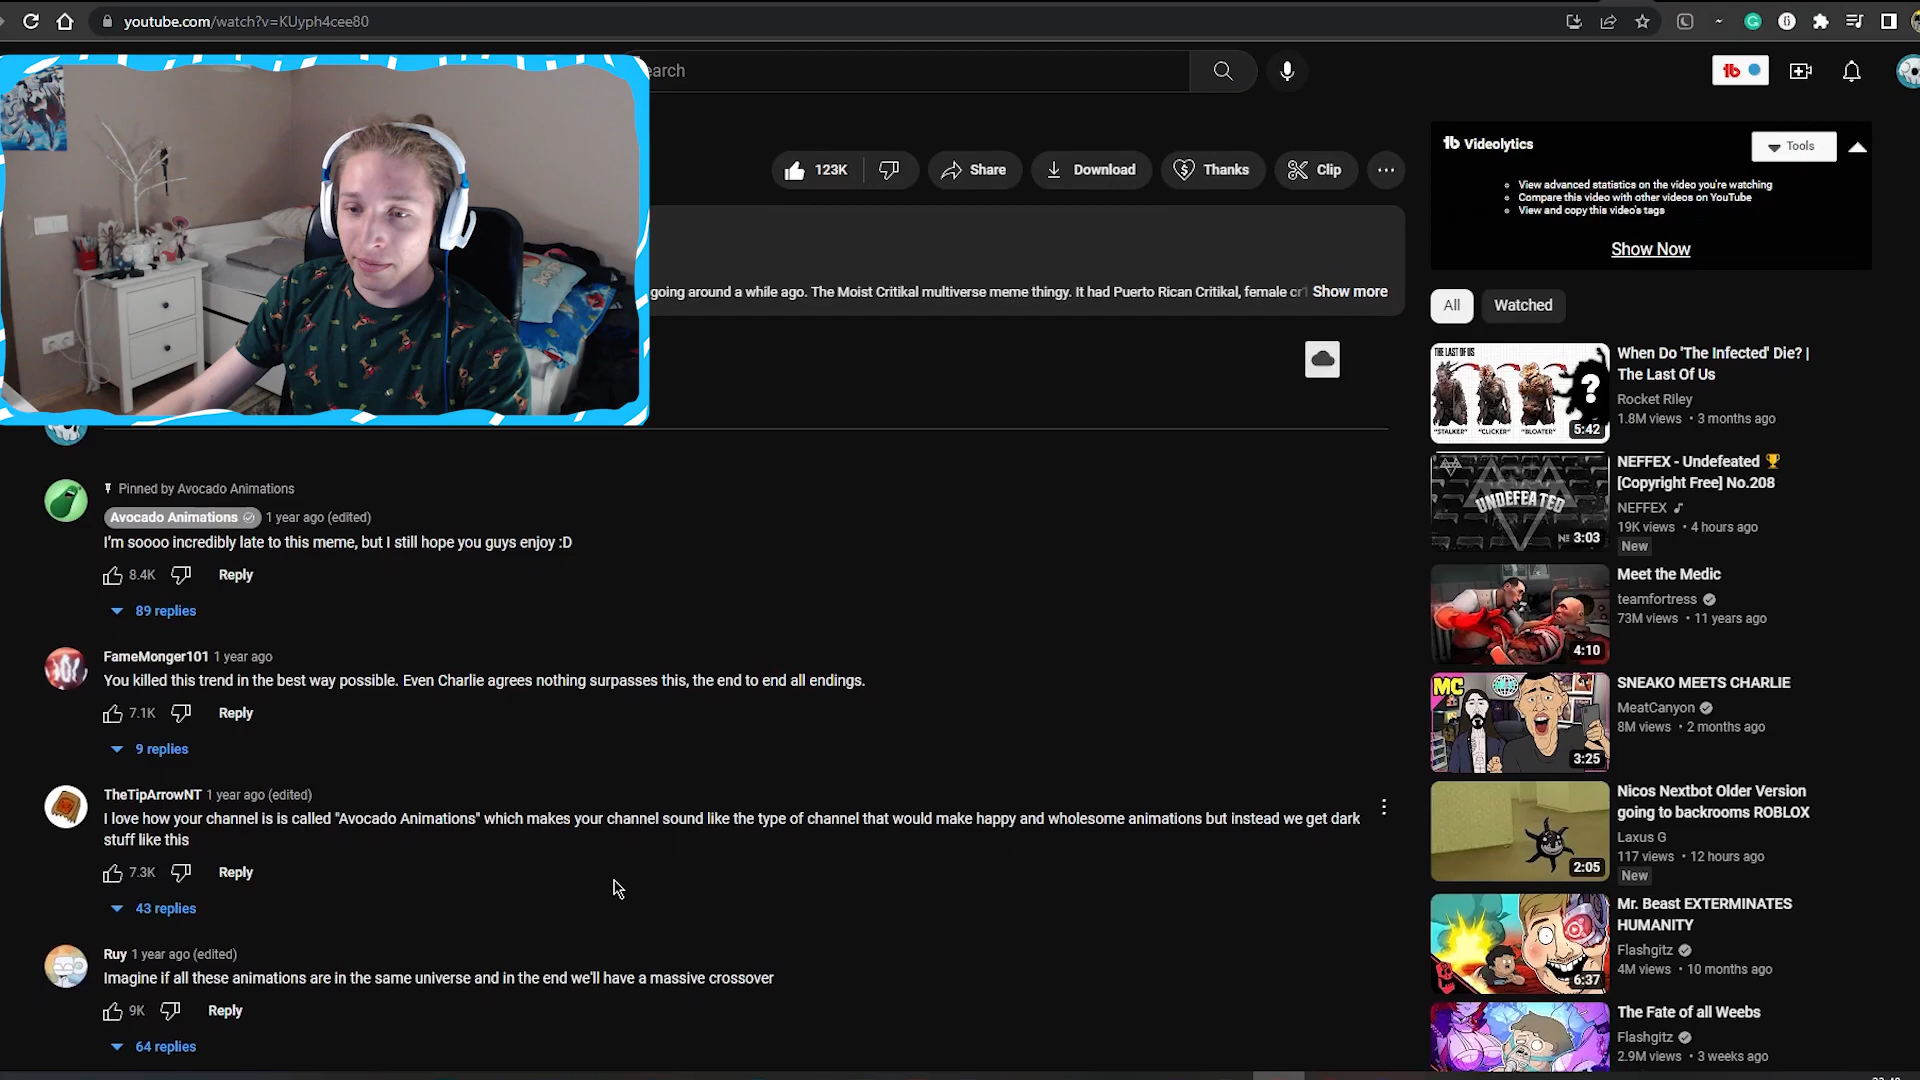 youtube.com/watch?v=KUyph4cee80
earch
123K
Share
Download
Thanks
Clip
going around a while ago. The Moist Critikal multiverse meme thingy. It had Puerto Rican Critikal, female cr1 Show more
Pinned by Avocado Animations
Avocado Animations 1 year ago (edited)
I'm soooo incredibly late to this meme, but I still hope you guys enjoy :D
8.4K Reply
89 replies
FameMonger101 1 year ago
You killed this trend in the best way possible. Even Charlie agrees nothing surpasses this, the end to end all endings.
7.1K Reply
9 replies
TheTipArrowNT 1 year ago (edited)
I love how your channel is is called "Avocado Animations" which makes your channel sound like the type of channel that would make happy and wholesome animations but instead we get dark
stuff like this
7.3K Reply
43 replies
Ruy 1 year ago (edited)
Imagine if all these animations are in the same universe and in the end we'll have a massive crossover
9K Reply
64 replies
tb
tb Videolytics
Tools
View advanced statistics on the video you're watching
Compare this video with other videos on YouTube
View and copy this video's tags
Show Now
All Watched
THE LAST OF US
?
"STALKER" "CLICKER" "BLOATER"
5:42
When Do 'The Infected' Die? |
The Last Of Us
Rocket Riley
1.8M views • 3 months ago
UNDEFEATED
3:03
NEFFEX - Undefeated 🏆
[Copyright Free] No.208
NEFFEX
19K views • 4 hours ago
New
4:10
Meet the Medic
teamfortress
73M views • 11 years ago
MC
3:25
SNEAKO MEETS CHARLIE
MeatCanyon
8M views • 2 months ago
2:05
Nicos Nextbot Older Version
going to backrooms ROBLOX
Laxus G
117 views • 12 hours ago
New
6:37
Mr. Beast EXTERMINATES
HUMANITY
Flashgitz
4M views • 10 months ago
The Fate of all Weebs
Flashgitz
2.9M views • 3 weeks ago